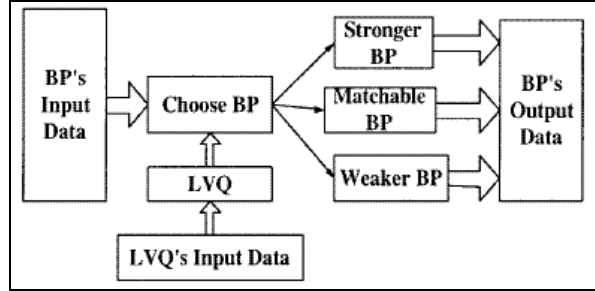 BP's
Input
Data
Choose BP
LVQ
LVQ's Input Data
Stronger
BP
Matchable
BP
Weaker BP
BP's
Output
Data